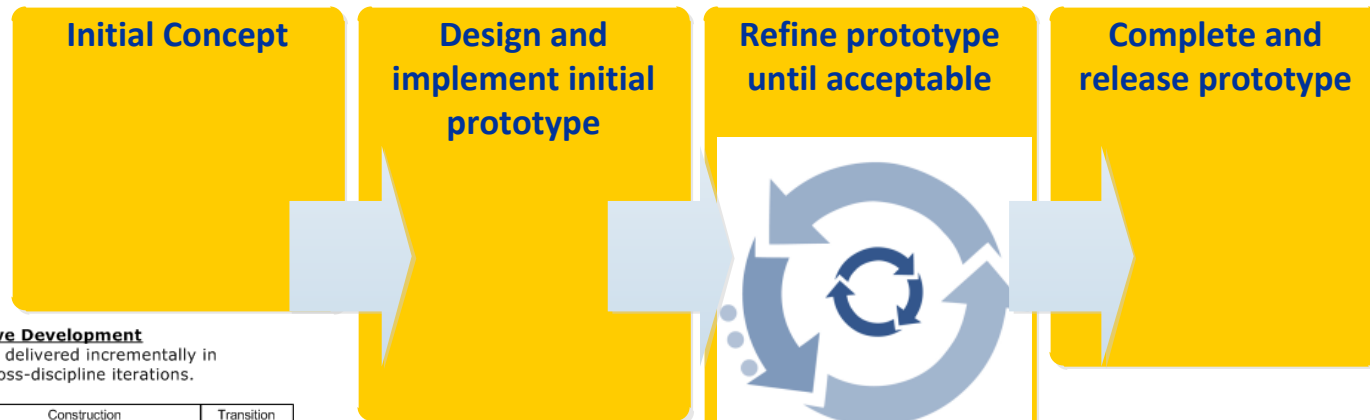 Initial Concept
Design and
implement initial
prototype
Refine prototype
until acceptable
Complete and
release prototype
ve Development
delivered incrementally in
oss-discipline iterations.
Construction
Transition